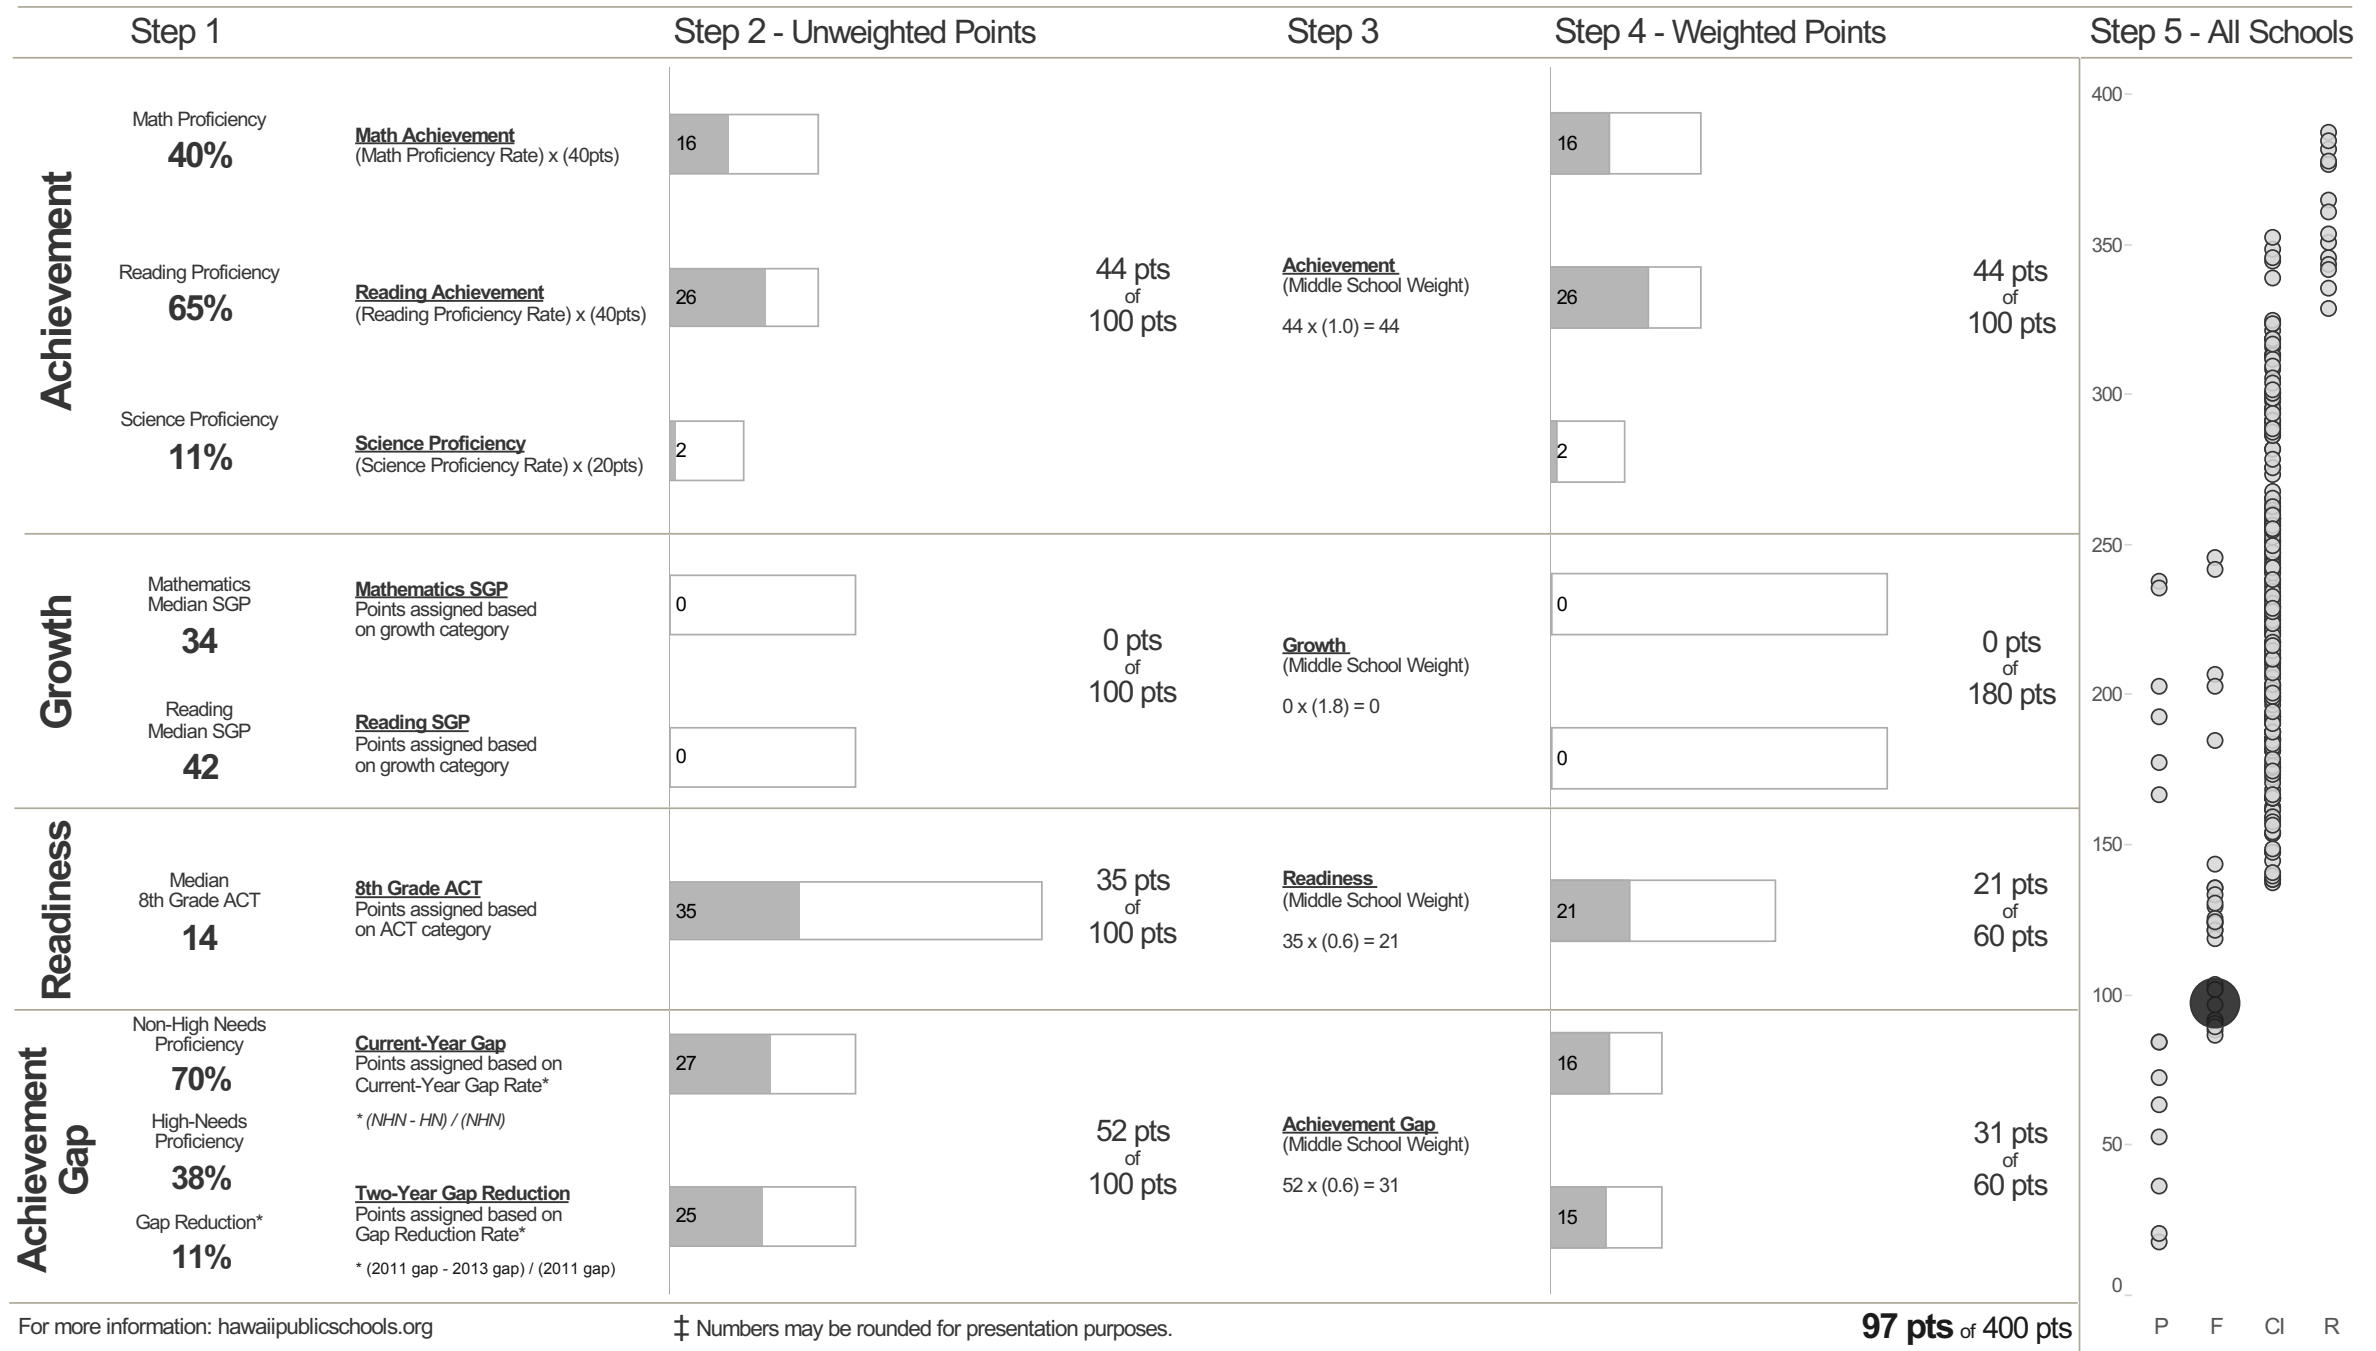 Step 1
Step 2 - Unweighted Points
Step 3
Step 4 - Weighted Points
Step 5 - All Schools
Achievement
Math Proficiency
40%
Math Achievement
(Math Proficiency Rate) x (40pts)
16
16
Reading Proficiency
65%
Reading Achievement
(Reading Proficiency Rate) x (40pts)
26
44 pts
of
100 pts
Achievement
(Middle School Weight)
44 x (1.0) = 44
26
44 pts
of
100 pts
Science Proficiency
11%
Science Proficiency
(Science Proficiency Rate) x (20pts)
2
2
Growth
Mathematics
Median SGP
34
Mathematics SGP
Points assigned based
on growth category
0
0 pts
of
100 pts
Growth
(Middle School Weight)
0 x (1.8) = 0
0
0 pts
of
180 pts
Reading
Median SGP
42
Reading SGP
Points assigned based
on growth category
0
0
Readiness
Median
8th Grade ACT
14
8th Grade ACT
Points assigned based
on ACT category
35
35 pts
of
100 pts
Readiness
(Middle School Weight)
35 x (0.6) = 21
21
21 pts
of
60 pts
Achievement
Gap
Non-High Needs
Proficiency
70%
High-Needs
Proficiency
38%
Gap Reduction*
11%
Current-Year Gap
Points assigned based on
Current-Year Gap Rate*
* (NHN - HN) / (NHN)
Two-Year Gap Reduction
Points assigned based on
Gap Reduction Rate*
* (2011 gap - 2013 gap) / (2011 gap)
27
25
52 pts
of
100 pts
Achievement Gap
(Middle School Weight)
52 x (0.6) = 31
16
15
31 pts
of
60 pts
400
350
300
250
200
150
100
50
0
For more information: hawaiipublicschools.org
‡ Numbers may be rounded for presentation purposes.
97 pts of 400 pts
P F CI R